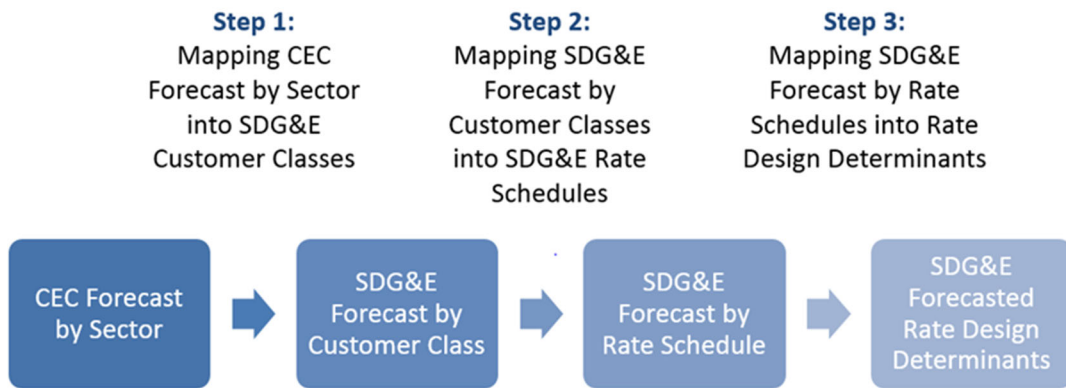 Step 1:
Mapping CEC
Forecast by Sector
into SDG&E
Customer Classes
Step 2:
Mapping SDG&E
Forecast by
Customer Classes
into SDG&E Rate
Schedules
Step 3:
Mapping SDG&E
Forecast by Rate
Schedules into Rate
Design Determinants
CEC Forecast
by Sector
SDG&E
Forecast by
Customer Class
SDG&E
Forecast by
Rate Schedule
SDG&E
Forecasted
Rate Design
Determinants